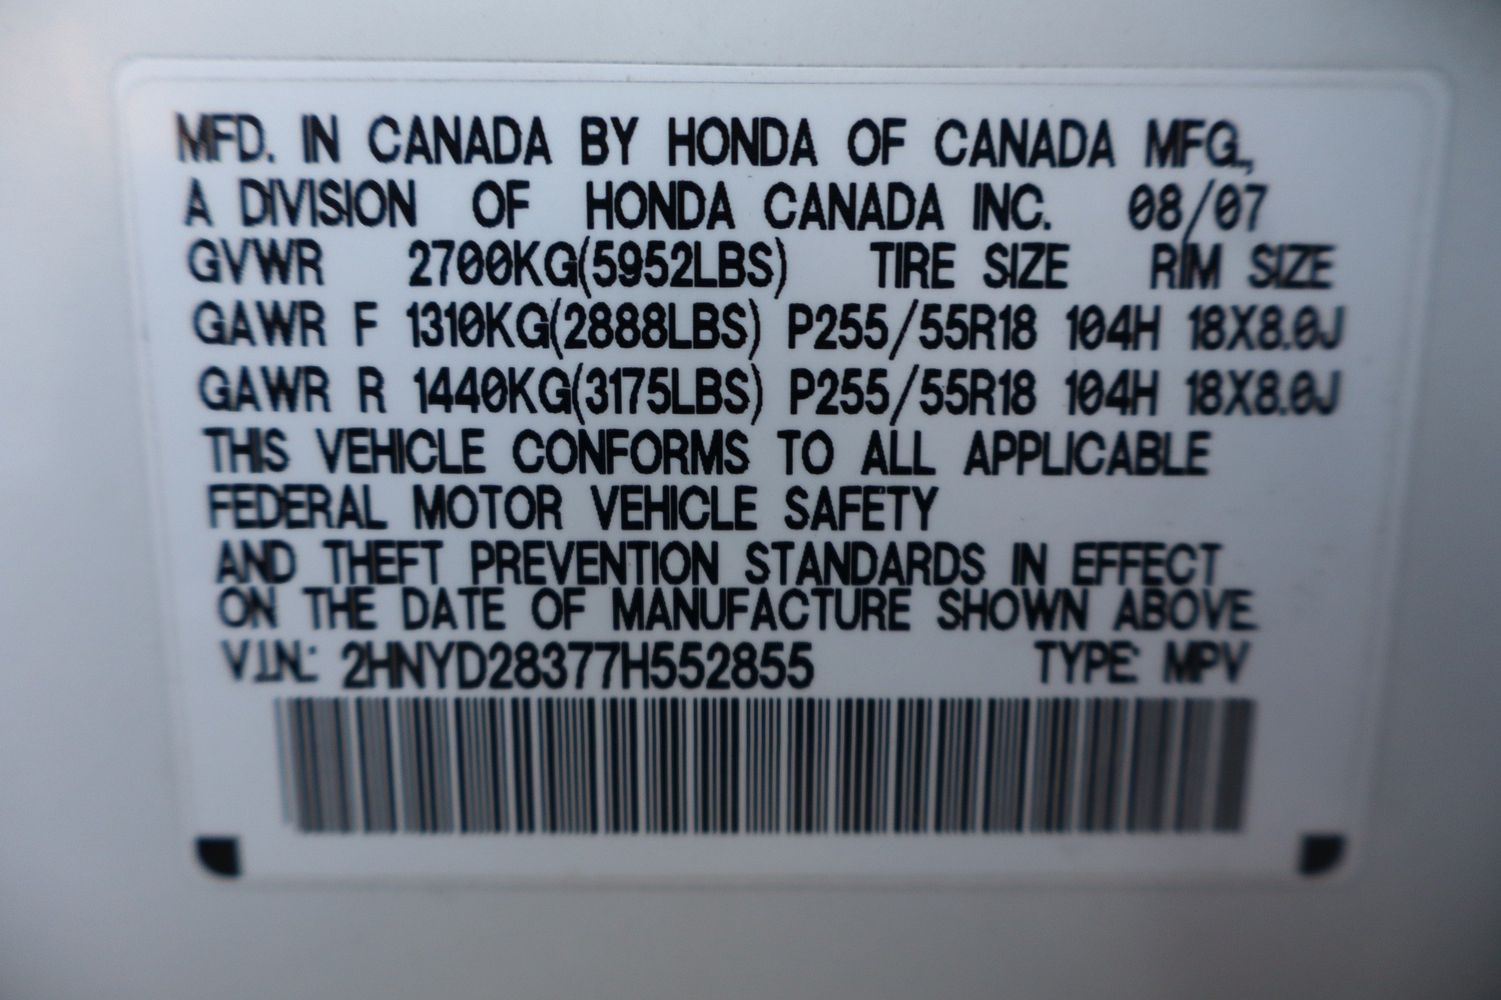 MFD. IN CANADA BY HONDA OF CANADA MFG.,
A DIVISION OF HONDA CANADA INC. 08/07
GVWR 2700KG(5952LBS) TIRE SIZE RIM SIZE
GAWR F 1310KG(2888LBS) P255/55R18 104H 18X8.0J
GAWR R 1440KG(3175LBS) P255/55R18 104H 18X8.0J
THIS VEHICLE CONFORMS TO ALL APPLICABLE
FEDERAL MOTOR VEHICLE SAFETY
AND THEFT PREVENTION STANDARDS IN EFFECT
ON THE DATE OF MANUFACTURE SHOWN ABOVE.
V.I.N.: 2HNYD28377H552855 TYPE: MPV